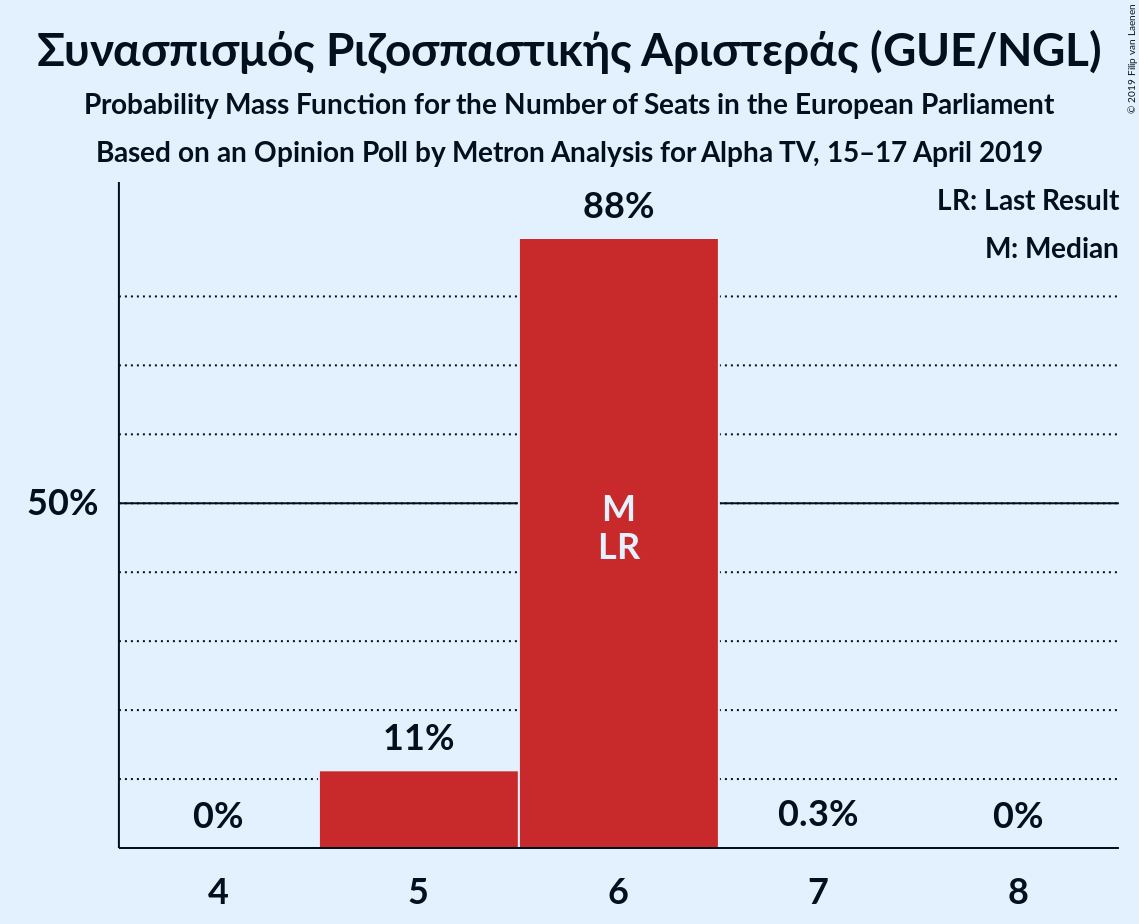 Συνασπισμός Ριζοσπαστικής Αριστεράς (GUE/NGL)
Probability Mass Function for the Number of Seats in the European Parliament
Based on an Opinion Poll by Metron Analysis for Alpha TV, 15–17 April 2019
© 2019 Filip van Laenen
LR: Last Result
M: Median
88%
50%
M
LR
11%
0%
0.3%
0%
4 5 6 7 8